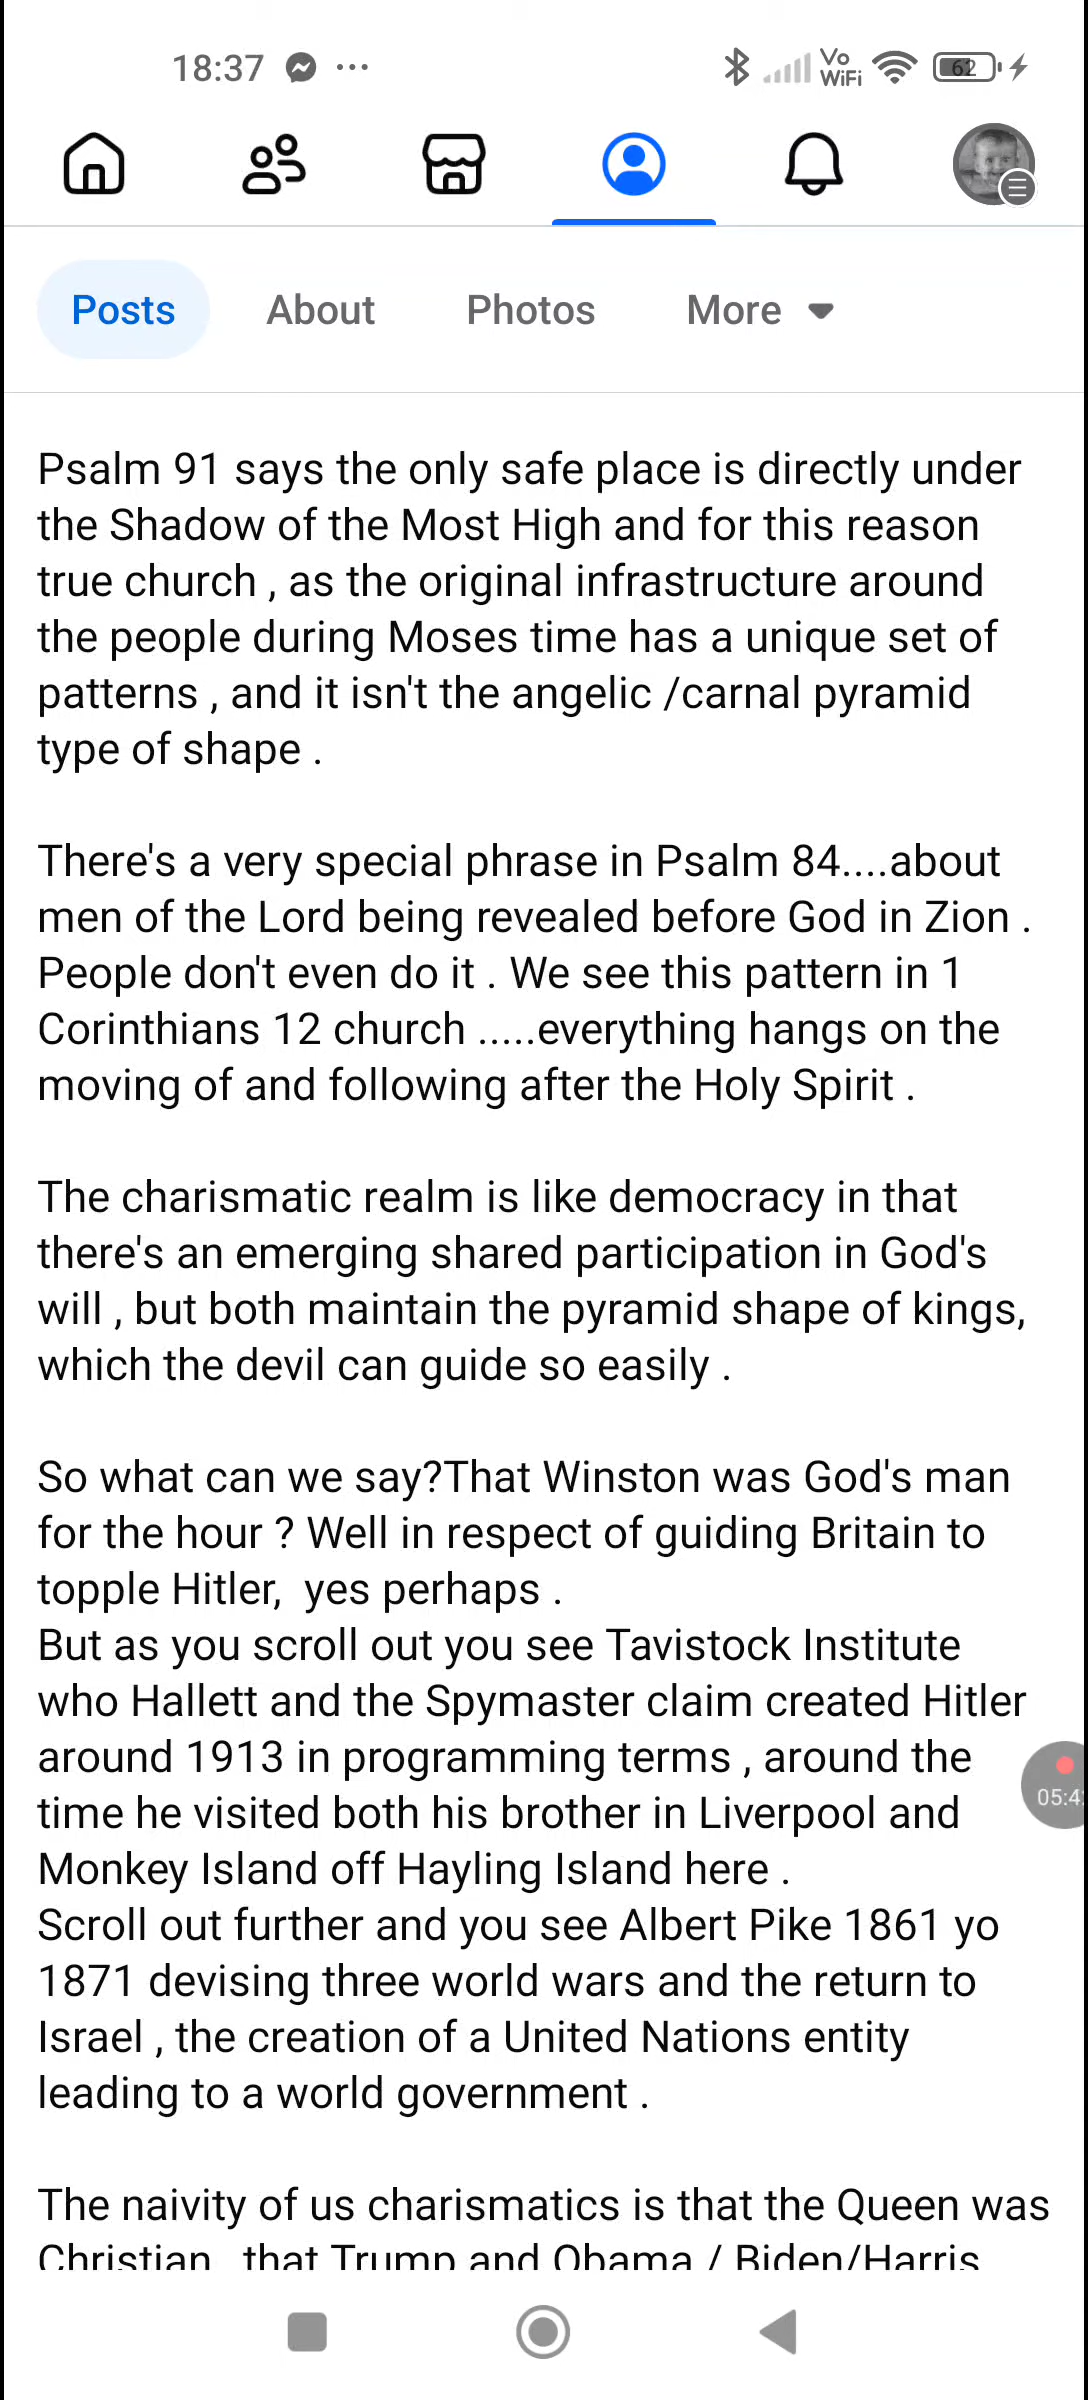 18:37
Vo
WiFi
62
Posts
About
Photos
More
Psalm 91 says the only safe place is directly under
the Shadow of the Most High and for this reason
true church , as the original infrastructure around
the people during Moses time has a unique set of
patterns , and it isn't the angelic /carnal pyramid
type of shape .
There's a very special phrase in Psalm 84....about
men of the Lord being revealed before God in Zion .
People don't even do it . We see this pattern in 1
Corinthians 12 church .....everything hangs on the
moving of and following after the Holy Spirit .
The charismatic realm is like democracy in that
there's an emerging shared participation in God's
will , but both maintain the pyramid shape of kings,
which the devil can guide so easily .
So what can we say?That Winston was God's man
for the hour ? Well in respect of guiding Britain to
topple Hitler,  yes perhaps .
But as you scroll out you see Tavistock Institute
who Hallett and the Spymaster claim created Hitler
around 1913 in programming terms , around the
time he visited both his brother in Liverpool and
Monkey Island off Hayling Island here .
Scroll out further and you see Albert Pike 1861 yo
1871 devising three world wars and the return to
Israel , the creation of a United Nations entity
leading to a world government .
The naivity of us charismatics is that the Queen was
Christian , that Trump and Obama / Biden/Harris